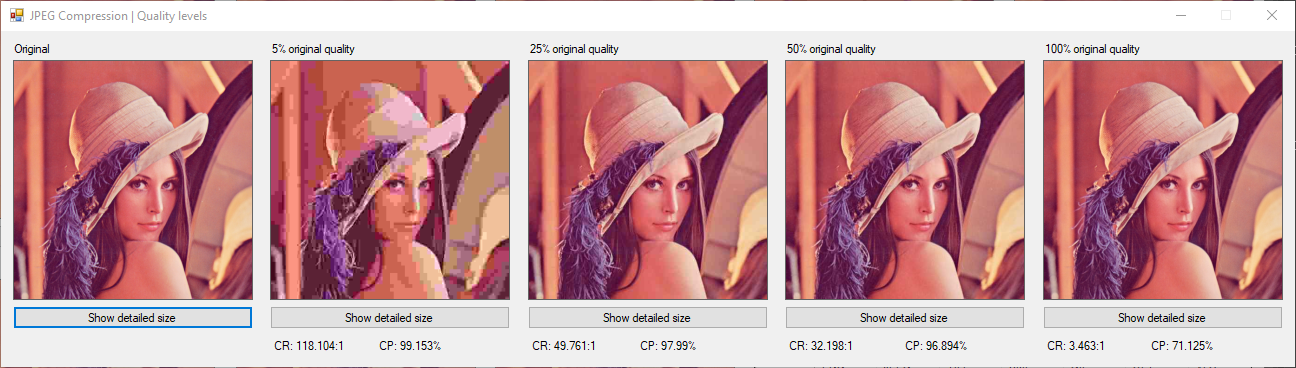 JPEG Compression | Quality levels
Original
5% original quality
25% original quality
50% original quality
100% original quality
Show detailed size
Show detailed size
Show detailed size
Show detailed size
Show detailed size
CR: 118.104:1 CP: 99.153%
CR: 49.761:1 CP: 97.99%
CR: 32.198:1 CP: 96.894%
CR: 3.463:1 CP: 71.125%